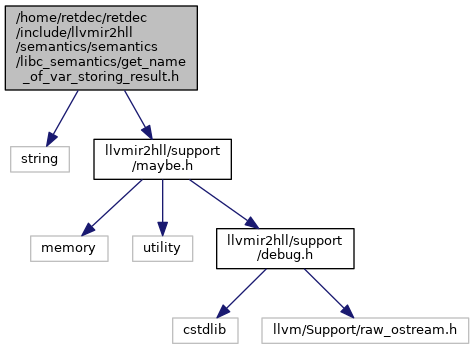 /home/retdec/retdec
/include/llvmir2hll
/semantics/semantics
/libc_semantics/get_name
_of_var_storing_result.h
string
llvmir2hll/support
/maybe.h
memory
utility
llvmir2hll/support
/debug.h
cstdlib
llvm/Support/raw_ostream.h